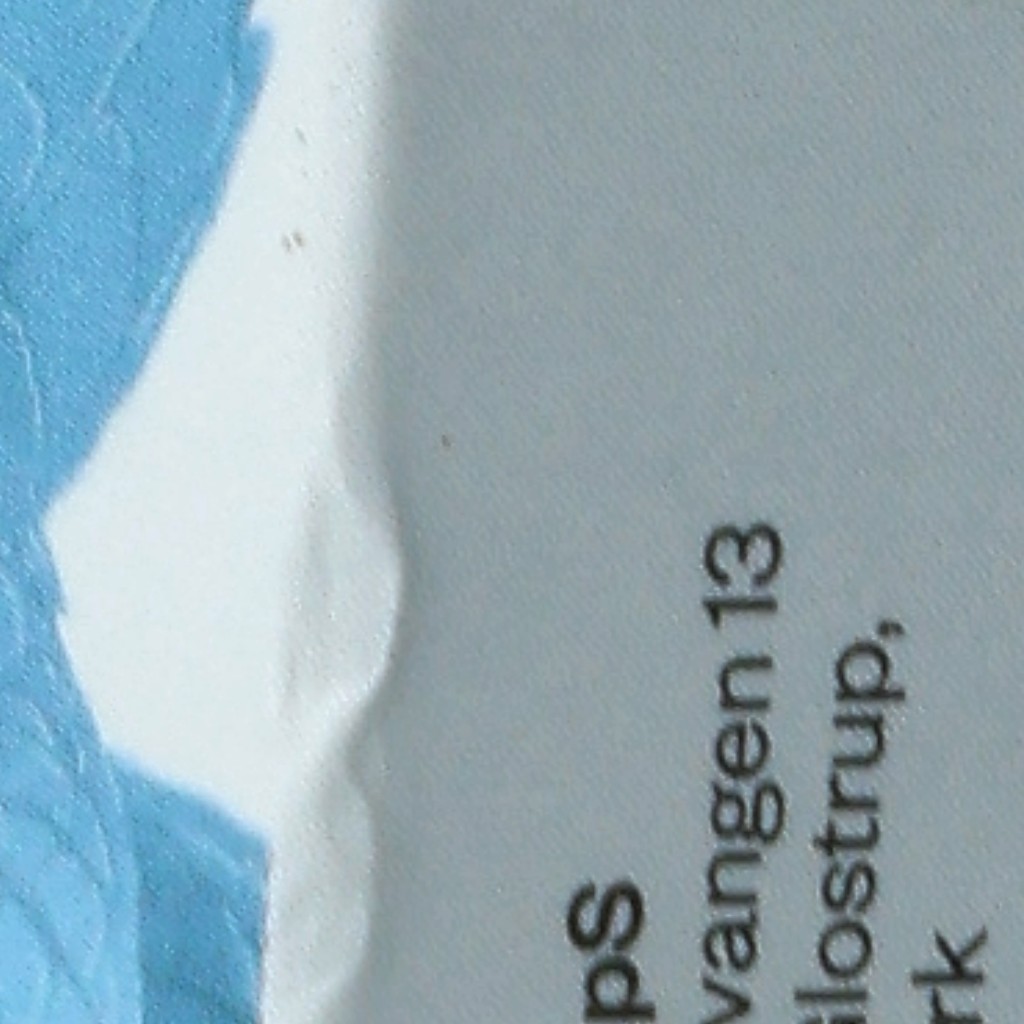 pS
vangen 13
ilostrup,
rk